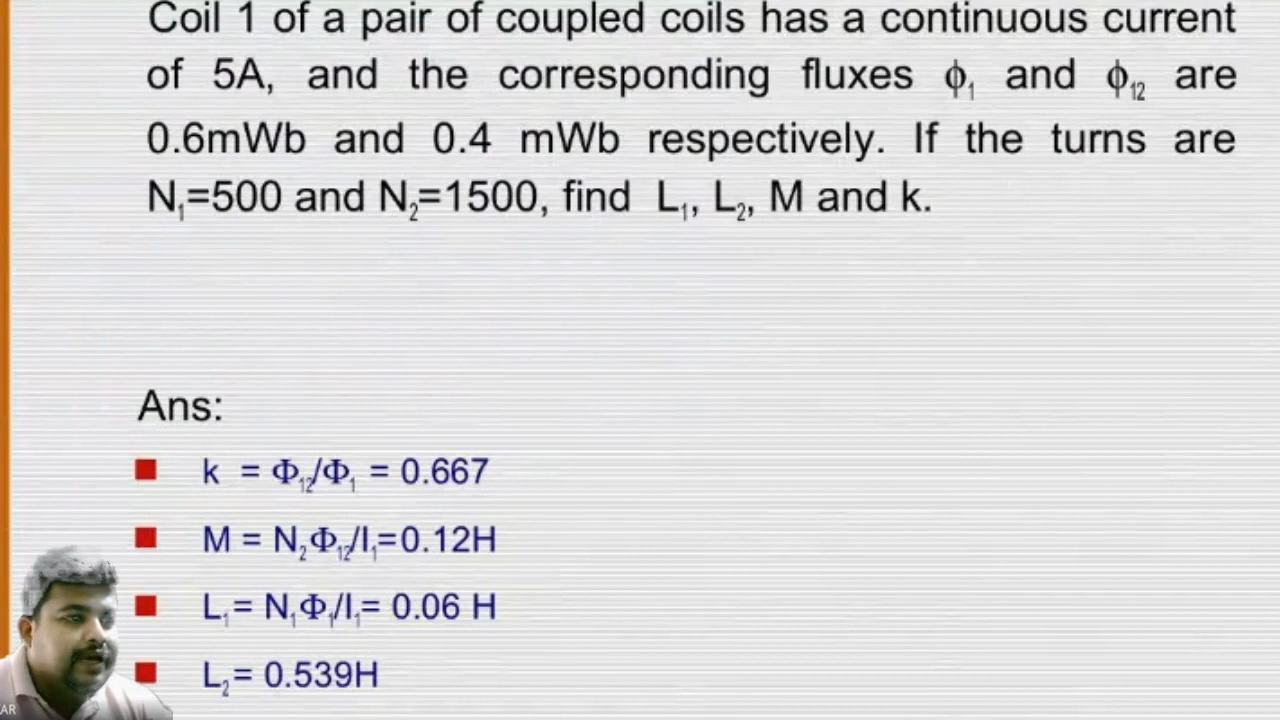 Coil 1 of a pair of coupled coils has a continuous current
of 5A, and the corresponding fluxes ϕ₁ and ϕ₁₂ are
0.6mWb and 0.4 mWb respectively. If the turns are
N₁=500 and N₂=1500, find L₁, L₂, M and k.
Ans:
k = Φ₁₂/Φ₁ = 0.667
M = N₂Φ₁₂/I₁=0.12H
L₁= N₁Φ₁/I₁= 0.06 H
L₂= 0.539H